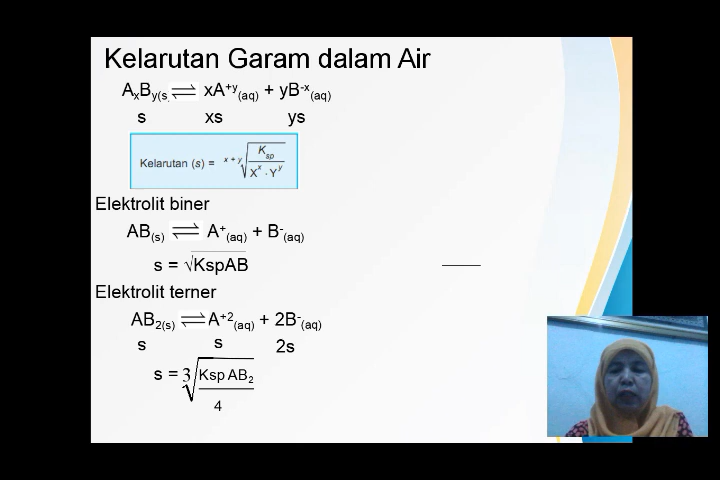 Kelarutan Garam dalam Air
AxBy(s ⇌ xA+y(aq) + yB-x(aq)
s xs ys
Kelarutan (s) = x + y√Ksp / Xx . Yy
Elektrolit biner
AB(s) ⇌ A+(aq) + B-(aq)
s = √KspAB
Elektrolit terner
AB2(s) ⇌ A+2(aq) + 2B-(aq)
s s 2s
s = 3√Ksp AB2
4